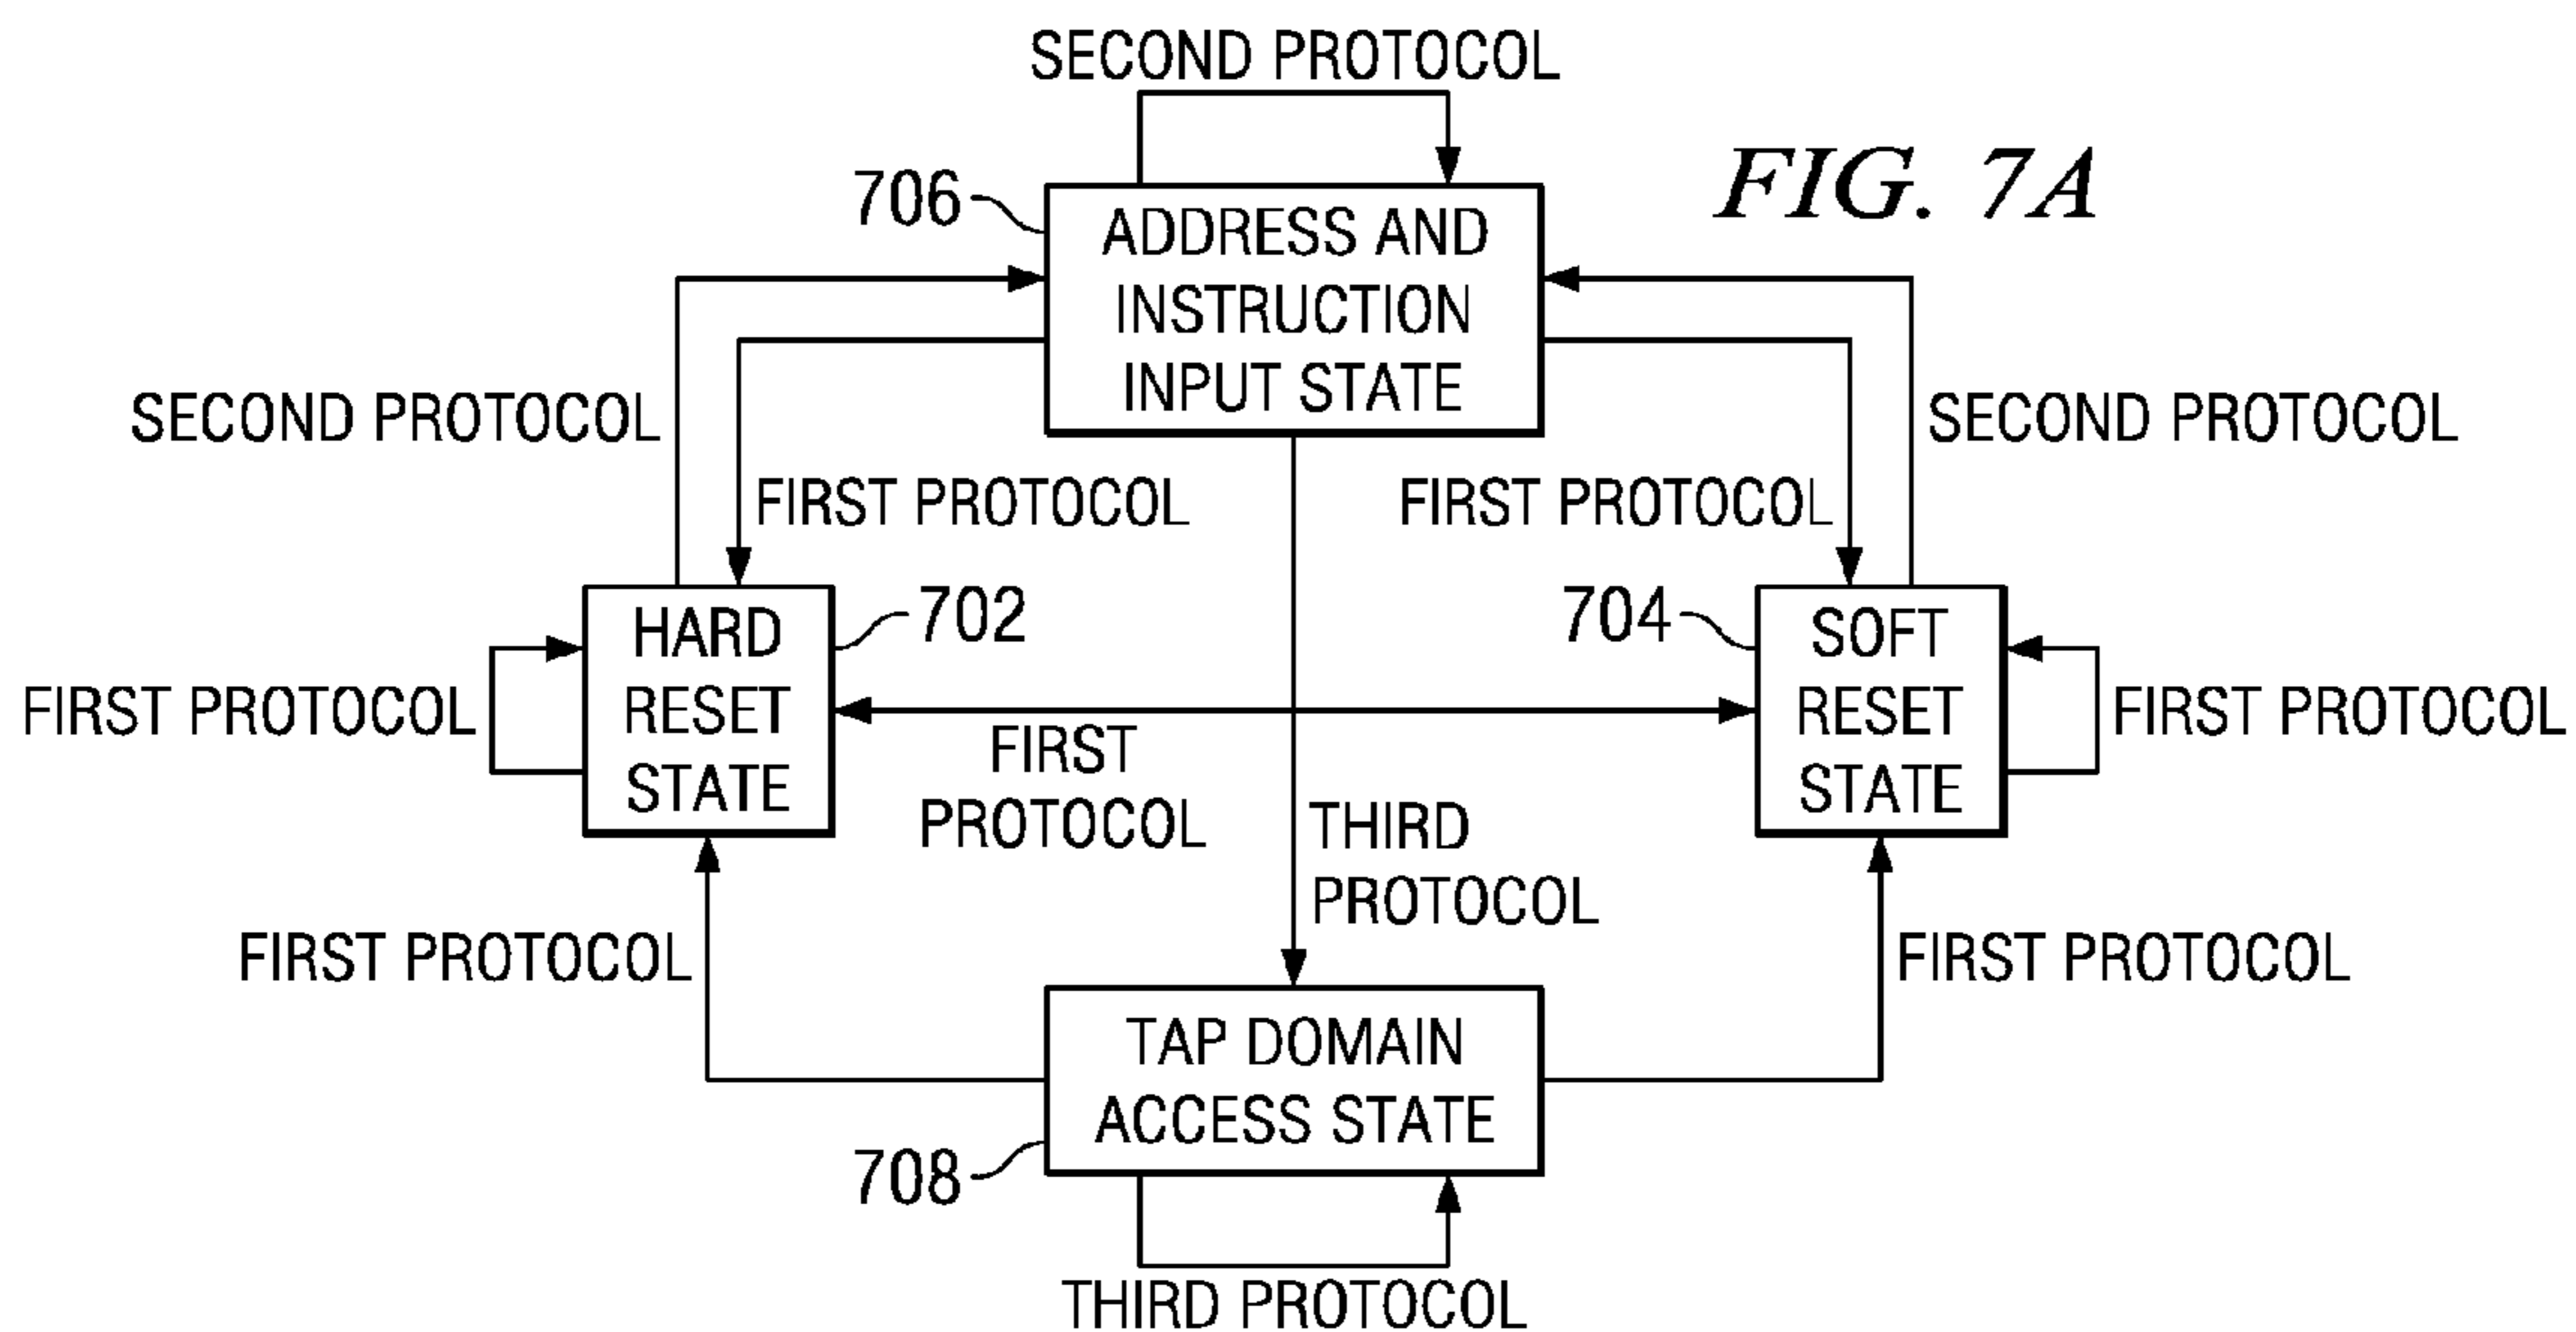 SECOND PROTOCOL
FIG. 7A
706
ADDRESS AND
INSTRUCTION
INPUT STATE
SECOND PROTOCOL
SECOND PROTOCOL
FIRST PROTOCOL
FIRST PROTOCOL
HARD
RESET
STATE
702
704
SOFT
RESET
STATE
FIRST PROTOCOL
FIRST PROTOCOL
FIRST
PROTOCOL
THIRD
PROTOCOL
FIRST PROTOCOL
FIRST PROTOCOL
TAP DOMAIN
ACCESS STATE
708
THIRD PROTOCOL